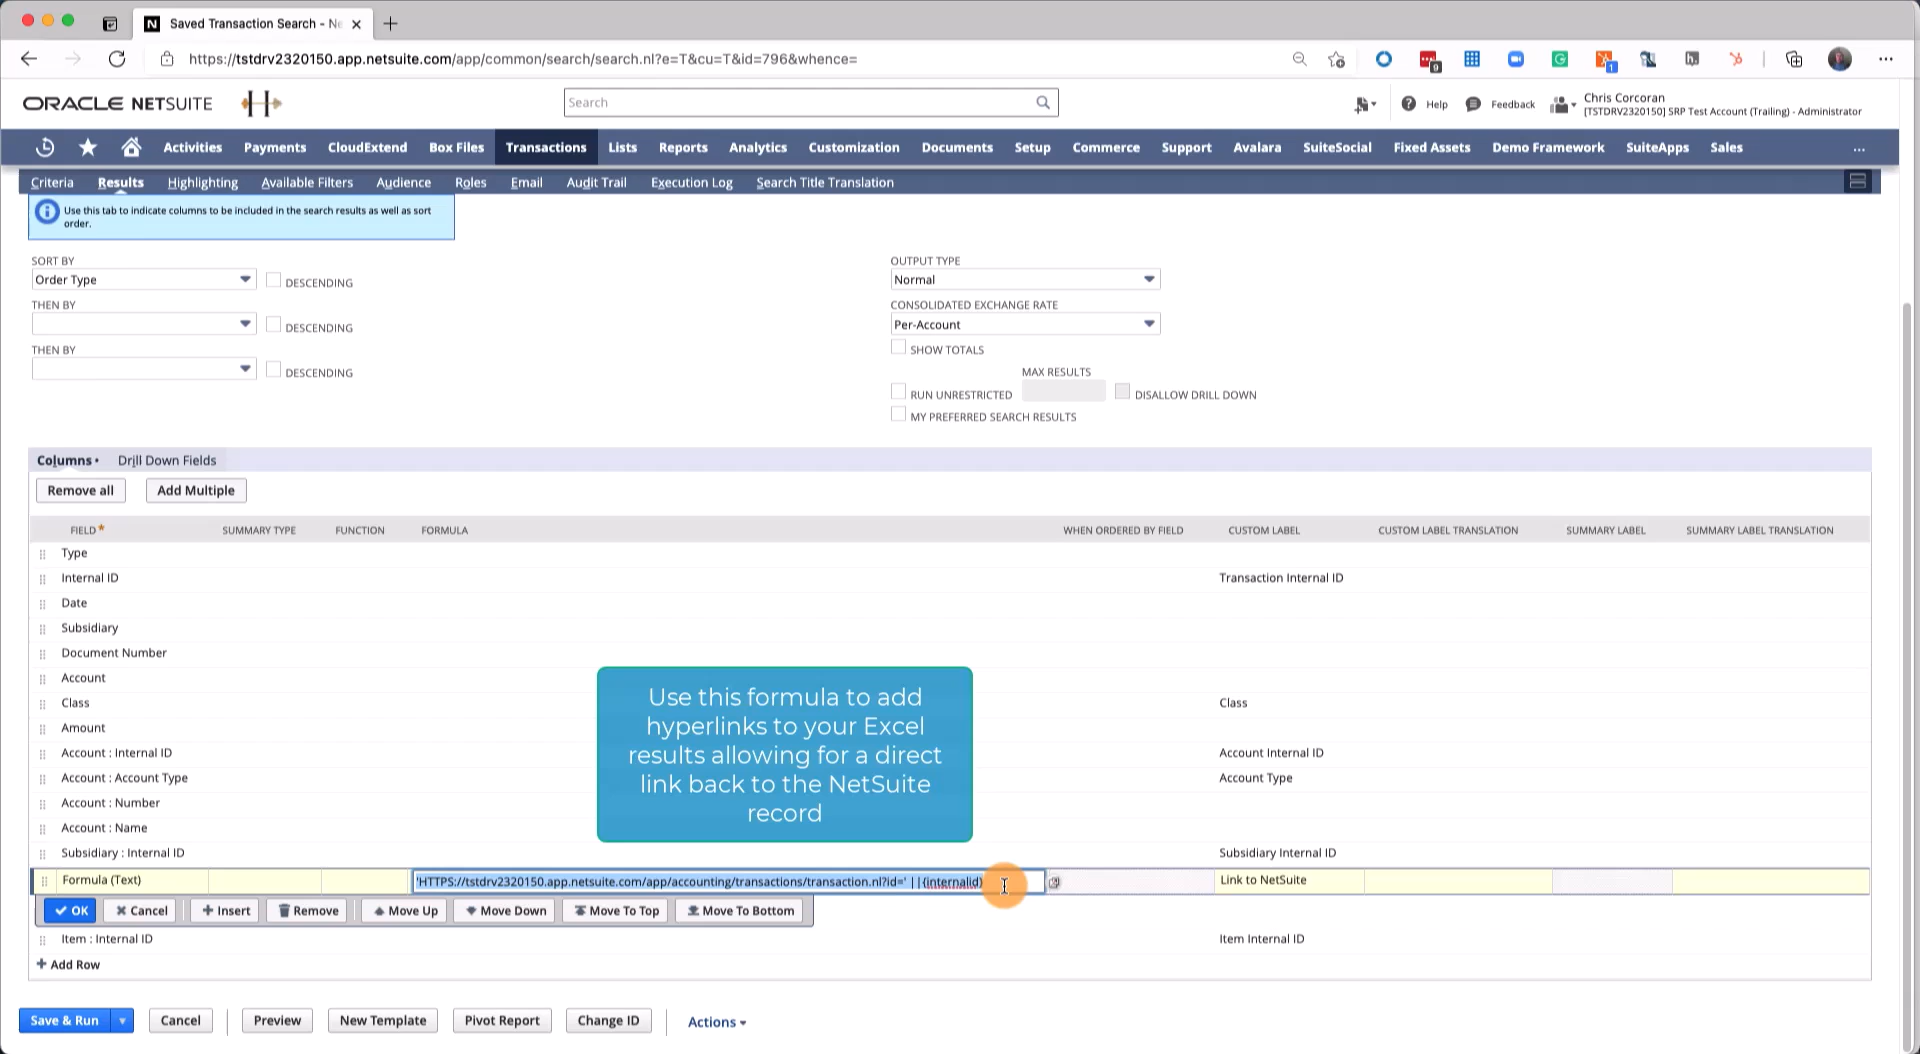 Saved Transaction Search - Ne
https://tstdrv2320150.app.netsuite.com/app/common/search/search.nl?e=T&cu=T&id=796&whence=
9
1
ORACLE NETSUITE
Search
Help
Feedback
Chris Corcoran
[TSTDRV2320150] SRP Test Account (Trailing) - Administrator
Activities Payments CloudExtend Box Files Transactions Lists Reports Analytics Customization Documents Setup Commerce Support Avalara SuiteSocial Fixed Assets Demo Framework SuiteApps Sales
Criteria Results Highlighting Available Filters Audience Roles Email Audit Trail Execution Log Search Title Translation
Use this tab to indicate columns to be included in the search results as well as sort
order.
SORT BY
Order Type
DESCENDING
THEN BY
DESCENDING
THEN BY
DESCENDING
OUTPUT TYPE
Normal
CONSOLIDATED EXCHANGE RATE
Per-Account
SHOW TOTALS
MAX RESULTS
RUN UNRESTRICTED
DISALLOW DRILL DOWN
MY PREFERRED SEARCH RESULTS
Columns • Drill Down Fields
Remove all Add Multiple
FIELD* SUMMARY TYPE FUNCTION FORMULA WHEN ORDERED BY FIELD CUSTOM LABEL CUSTOM LABEL TRANSLATION SUMMARY LABEL SUMMARY LABEL TRANSLATION
Type
Internal ID Transaction Internal ID
Date
Subsidiary
Document Number
Account
Class Class
Amount
Account : Internal ID Account Internal ID
Account : Account Type Account Type
Account : Number
Account : Name
Subsidiary : Internal ID Subsidiary Internal ID
Use this formula to add
hyperlinks to your Excel
results allowing for a direct
link back to the NetSuite
record
Formula (Text) 'HTTPS://tstdrv2320150.app.netsuite.com/app/accounting/transactions/transaction.nl?id=' ||{internalid} Link to NetSuite
OK Cancel Insert Remove Move Up Move Down Move To Top Move To Bottom
Item : Internal ID Item Internal ID
Add Row
Save & Run Cancel Preview New Template Pivot Report Change ID Actions